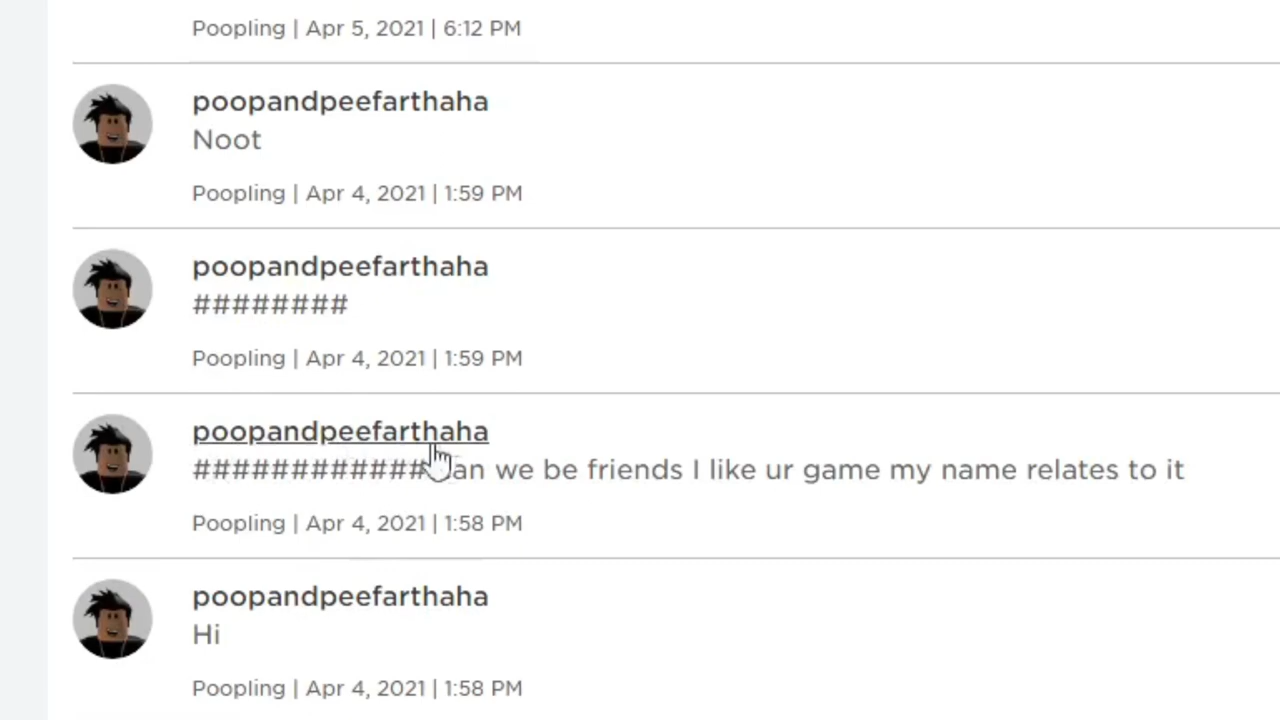 Poopling | Apr 5, 2021 | 6:12 PM
poopandpeefarthaha
Noot
Poopling | Apr 4, 2021 | 1:59 PM
poopandpeefarthaha
########
Poopling | Apr 4, 2021 | 1:59 PM
poopandpeefarthaha
############ an we be friends I like ur game my name relates to it
Poopling | Apr 4, 2021 | 1:58 PM
poopandpeefarthaha
Hi
Poopling | Apr 4, 2021 | 1:58 PM